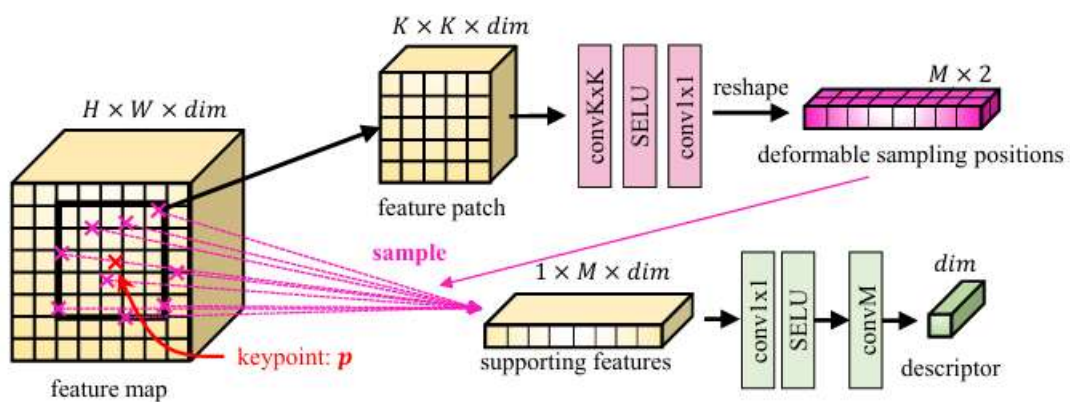 K × K × dim
H × W × dim
convKxK
SELU
conv1x1
reshape
M × 2
deformable sampling positions
feature patch
sample
1 × M × dim
dim
conv1x1
SELU
convM
keypoint: p
supporting features
descriptor
feature map